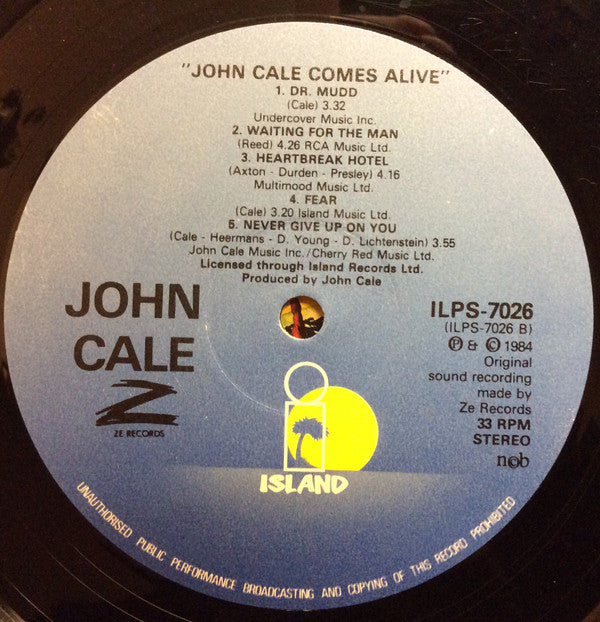 "JOHN CALE COMES ALIVE"
1. DR. MUDD
(Cale) 3.32
Undercover Music Inc.
2. WAITING FOR THE MAN
(Reed) 4.26 RCA Music Ltd.
3. HEARTBREAK HOTEL
(Axton - Durden - Presley) 4.16
Multimood Music Ltd.
4. FEAR
(Cale) 3.20 Island Music Ltd.
5. NEVER GIVE UP ON YOU
(Cale - Heermans - D. Young - D. Lichtenstein) 3.55
John Cale Music Inc./Cherry Red Music Ltd.
Licensed through Island Records Ltd.
Produced by John Cale
JOHN
CALE
Z
ZE RECORDS
ILPS-7026
(ILPS-7026 B)
℗ & © 1984
Original
sound recording
made by
Ze Records
33 RPM
STEREO
ncb
ISLAND
UNAUTHORISED PUBLIC PERFORMANCE BROADCASTING AND COPYING OF THIS RECORD PROHIBITED